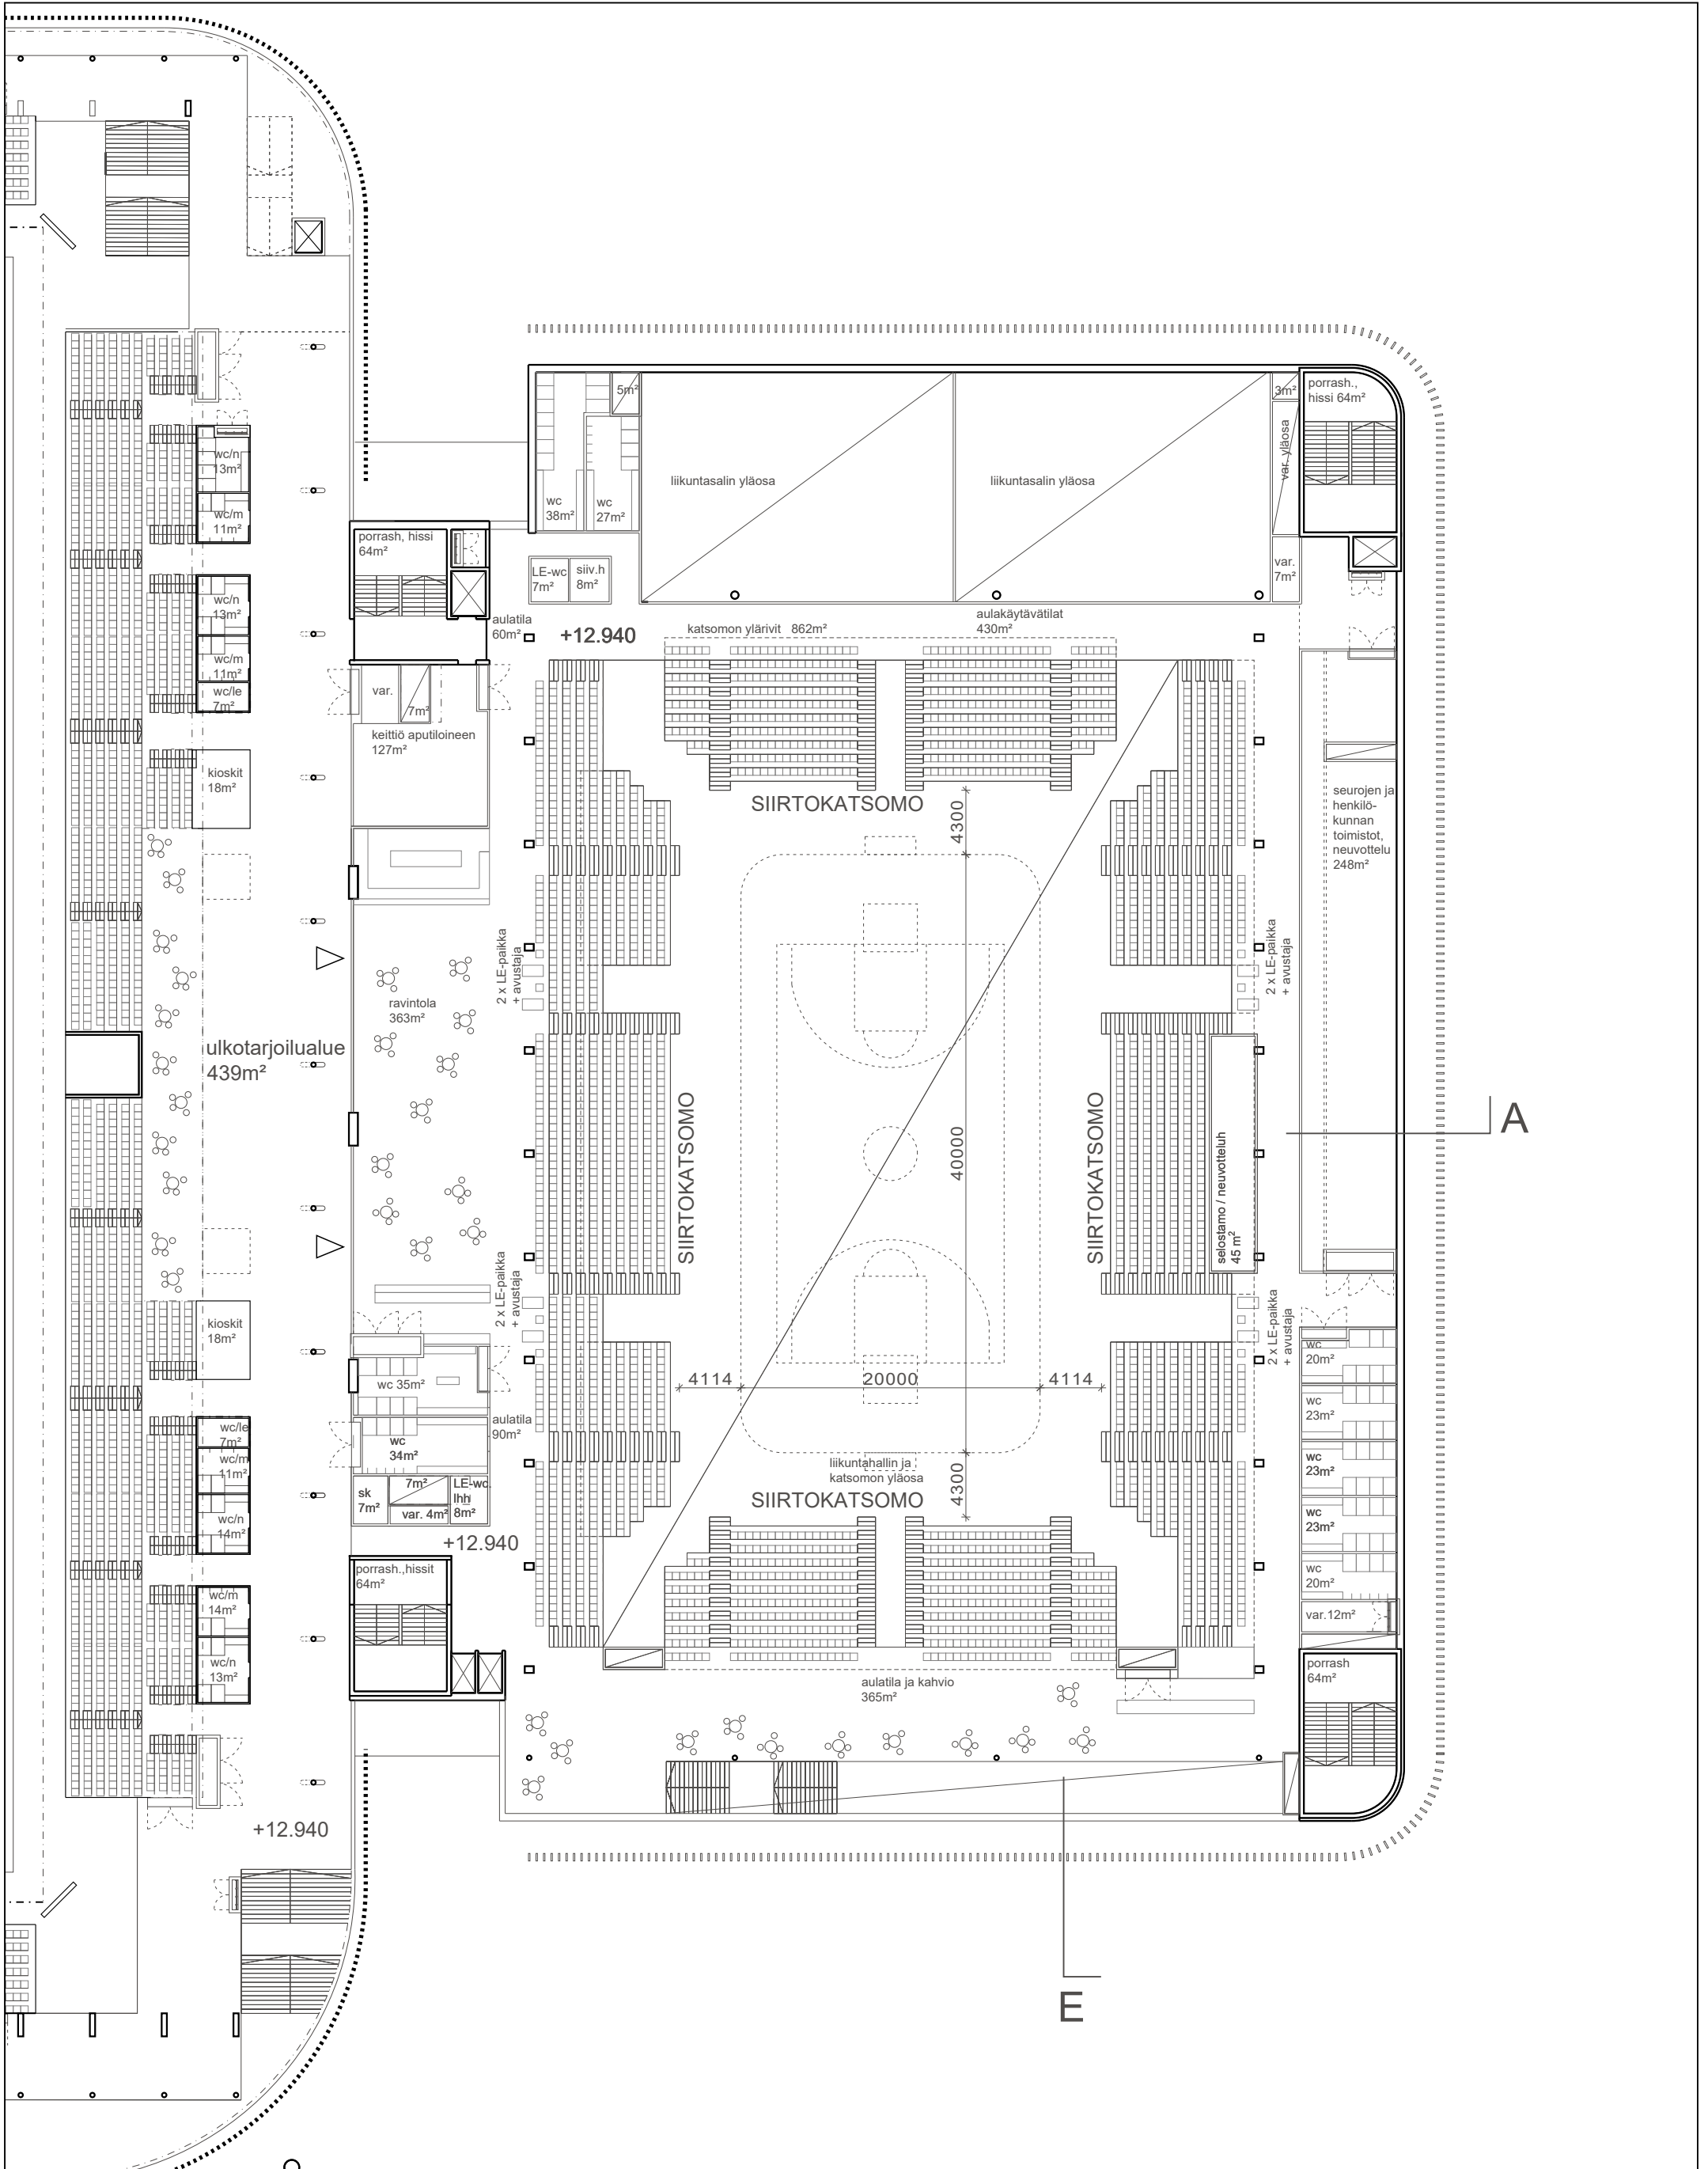 5m²
3m²
porrash.,
hissi 64m²
var. yläosa
wc/n
13m²
liikuntasalin yläosa
liikuntasalin yläosa
wc
38m²
wc
27m²
wc/m
11m²
porrash, hissi
64m²
LE-wc
7m²
siiv.h
8m²
var.
7m²
wc/n
13m²
aulatila
60m²
+12.940
katsomon ylärivit 862m²
aulakäytävätilat
430m²
wc/m
11m²
wc/le
7m²
var.
7m²
keittiö aputiloineen
127m²
kioskit
18m²
SIIRTOKATSOMO
4300
seurojen ja
henkilö-
kunnan
toimistot,
neuvottelu
248m²
2 x LE-paikka
+ avustaja
2 x LE-paikka
+ avustaja
ravintola
363m²
ulkotarjoilualue
439m²
SIIRTOKATSOMO
40000
SIIRTOKATSOMO
A
selostamo / neuvotteluh
45 m²
2 x LE-paikka
+ avustaja
2 x LE-paikka
+ avustaja
kioskit
18m²
wc
20m²
wc 35m²
4114
20000
4114
wc
23m²
wc/le
7m²
aulatila
90m²
wc
34m²
wc/m
11m²
liikuntahallin ja
katsomon yläosa
wc
23m²
sk
7m²
7m²
var. 4m²
LE-wc.
lhh
8m²
SIIRTOKATSOMO
4300
wc/n
14m²
wc
23m²
+12.940
porrash.,hissit
64m²
wc
20m²
wc/m
14m²
var.12m²
wc/n
13m²
porrash
64m²
aulatila ja kahvio
365m²
+12.940
E